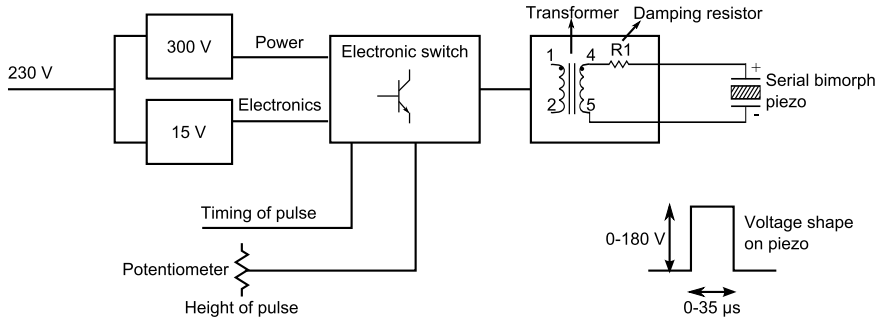 Transformer
Damping resistor
300 V
Power
Electronic switch
1
4
R1
+
230 V
Serial bimorph
piezo
2
5
-
Electronics
15 V
Timing of pulse
Voltage shape
on piezo
0-180 V
Potentiometer
Height of pulse
0-35 µs